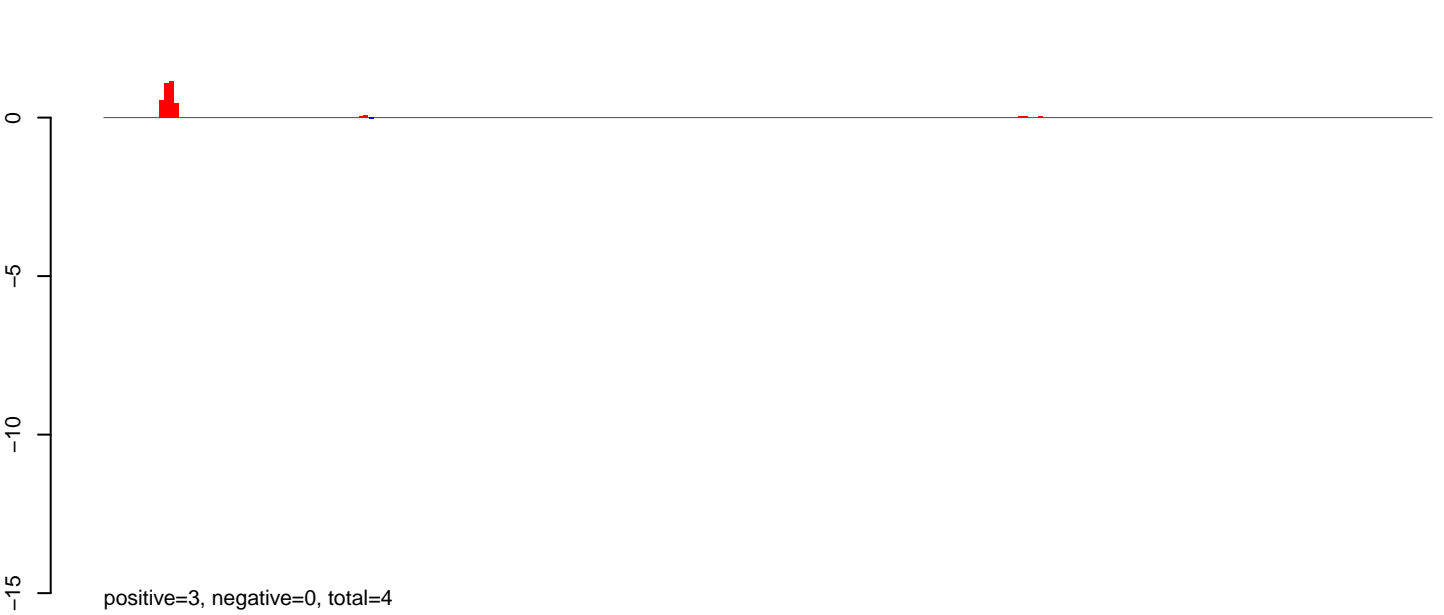 0
−5
−10
−15
positive=3, negative=0, total=4